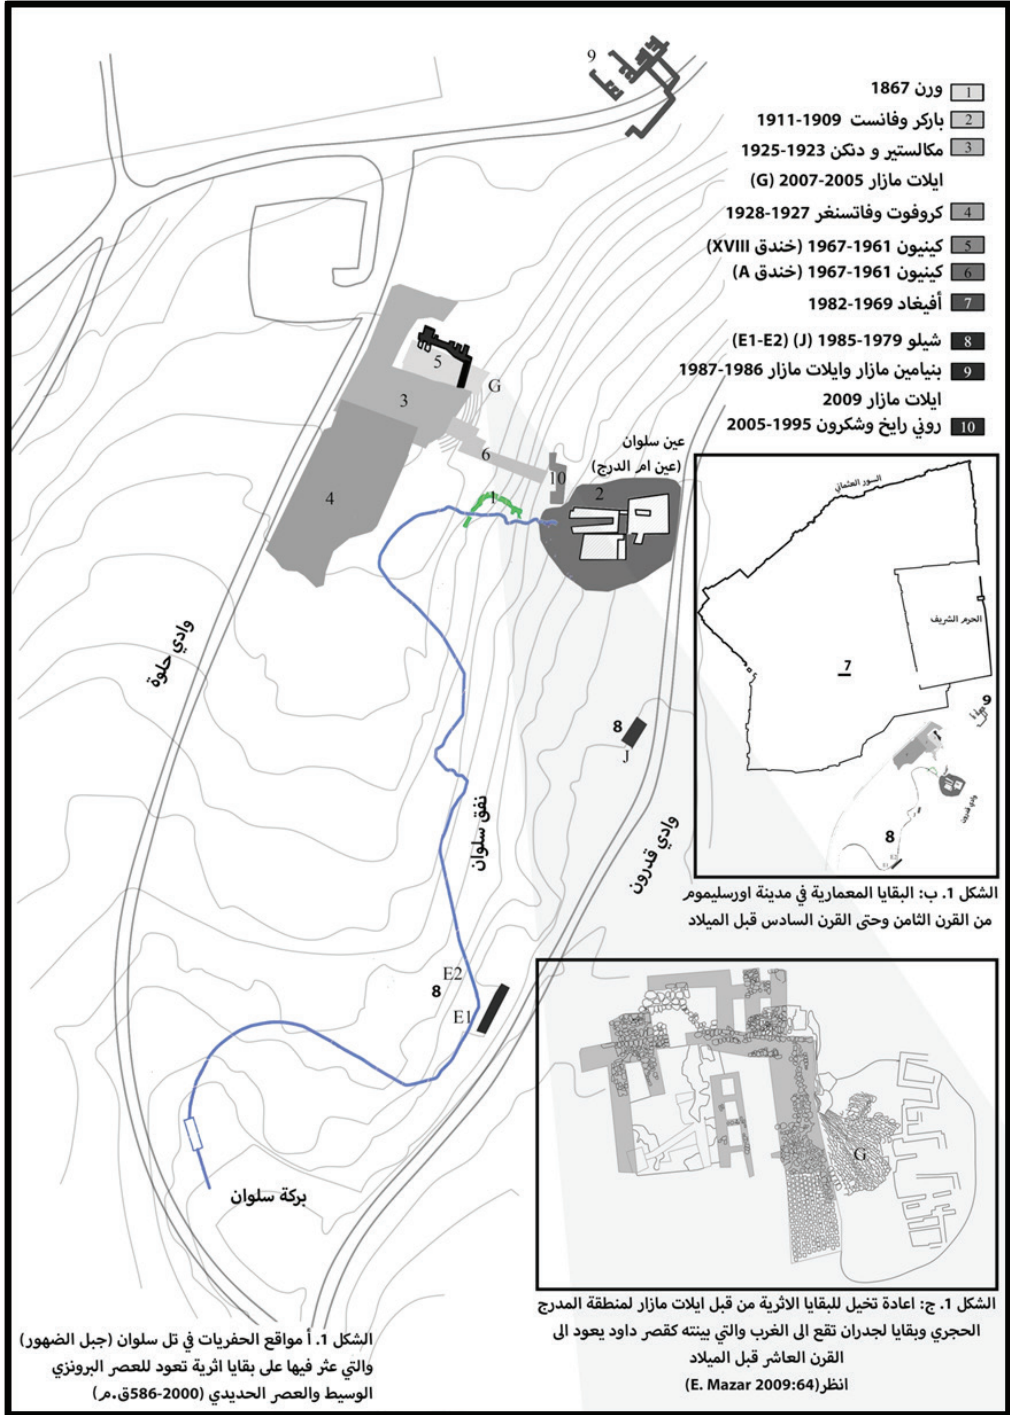 9
1 ورن 1867
2 باركر وفانست 1909-1911
3 مكالستير و دنكن 1923-1925
ايلات مازار 2005-2007 (G)
4 كروفوت وفاتسنغر 1927-1928
5 كينيون 1961-1967 (خندق XVIII)
6 كينيون 1961-1967 (خندق A)
7 أفيغاد 1969-1982
8 شيلو 1979-1985 (J) (E1-E2)
9 بنيامين مازار وايلات مازار 1986-1987
ايلات مازار 2009
10 روني رايخ وشكرون 1995-2005
5
G
3
6
4
1
10
2
عين سلوان
(عين ام الدرج)
وادي حلوة
نفق سلوان
وادي قدرون
8
J
E2
8
E1
بركة سلوان
السور العثماني
الحرم الشريف
7
9
وادي قدرون
8
E2
E1
الشكل 1. ب: البقايا المعمارية في مدينة اورسليموم
من القرن الثامن وحتى القرن السادس قبل الميلاد
G
الشكل 1. ج: اعادة تخيل للبقايا الاثرية من قبل ايلات مازار لمنطقة المدرج
الحجري وبقايا لجدران تقع الى الغرب والتي بينته كقصر داود يعود الى
القرن العاشر قبل الميلاد
انظر(E. Mazar 2009:64)
الشكل 1. أ مواقع الحفريات في تل سلوان (جبل الضهور)
والتي عثر فيها على بقايا اثرية تعود للعصر البرونزي
الوسيط والعصر الحديدي (2000-586ق.م)